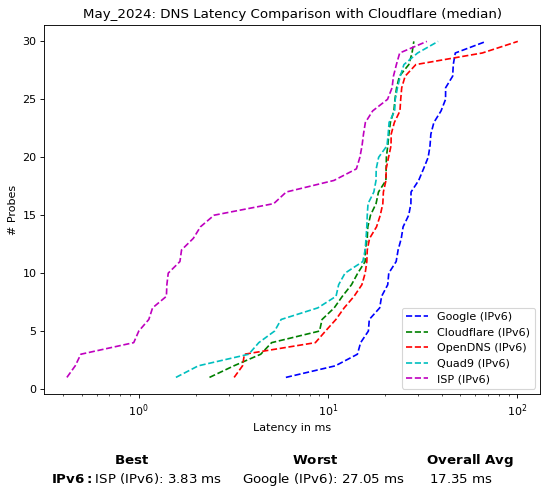 May_2024: DNS Latency Comparison with Cloudflare (median)
30
25
20
15
10
5
0
# Probes
Google (IPv6)
Cloudflare (IPv6)
OpenDNS (IPv6)
Quad9 (IPv6)
ISP (IPv6)
10⁰ 10¹ 10²
Latency in ms
Best Worst Overall Avg
IPv6: ISP (IPv6): 3.83 ms Google (IPv6): 27.05 ms 17.35 ms